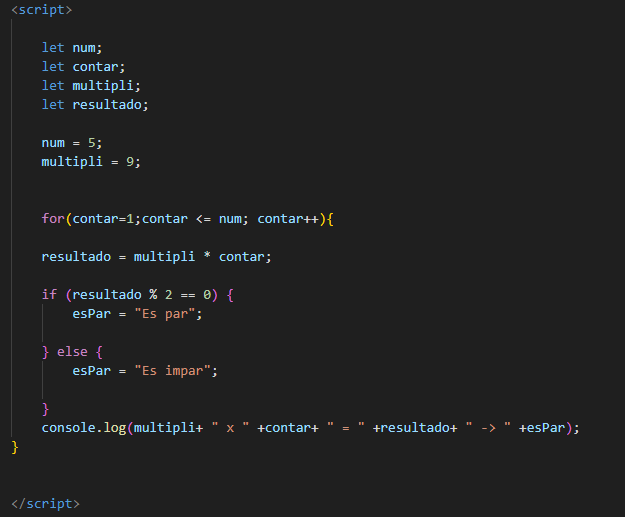 <script>
let num;
let contar;
let multipli;
let resultado;
num = 5;
multipli = 9;
for(contar=1;contar <= num; contar++){
resultado = multipli * contar;
if (resultado % 2 == 0) {
esPar = "Es par";
} else {
esPar = "Es impar";
}
console.log(multipli+ " x " +contar+ " = " +resultado+ " -> " +esPar);
}
</script>